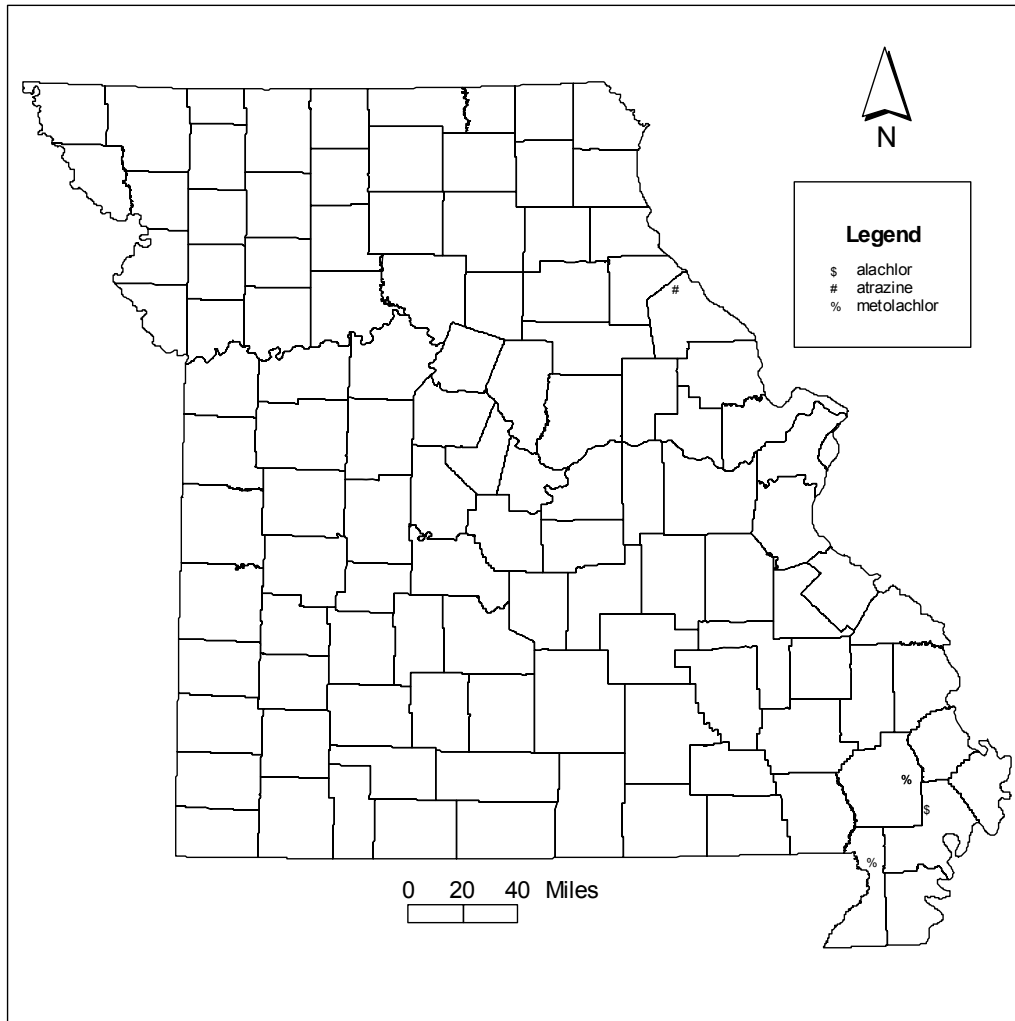 N
Legend
$ alachlor
# atrazine
% metolachlor
#
%
$
%
0 20 40 Miles